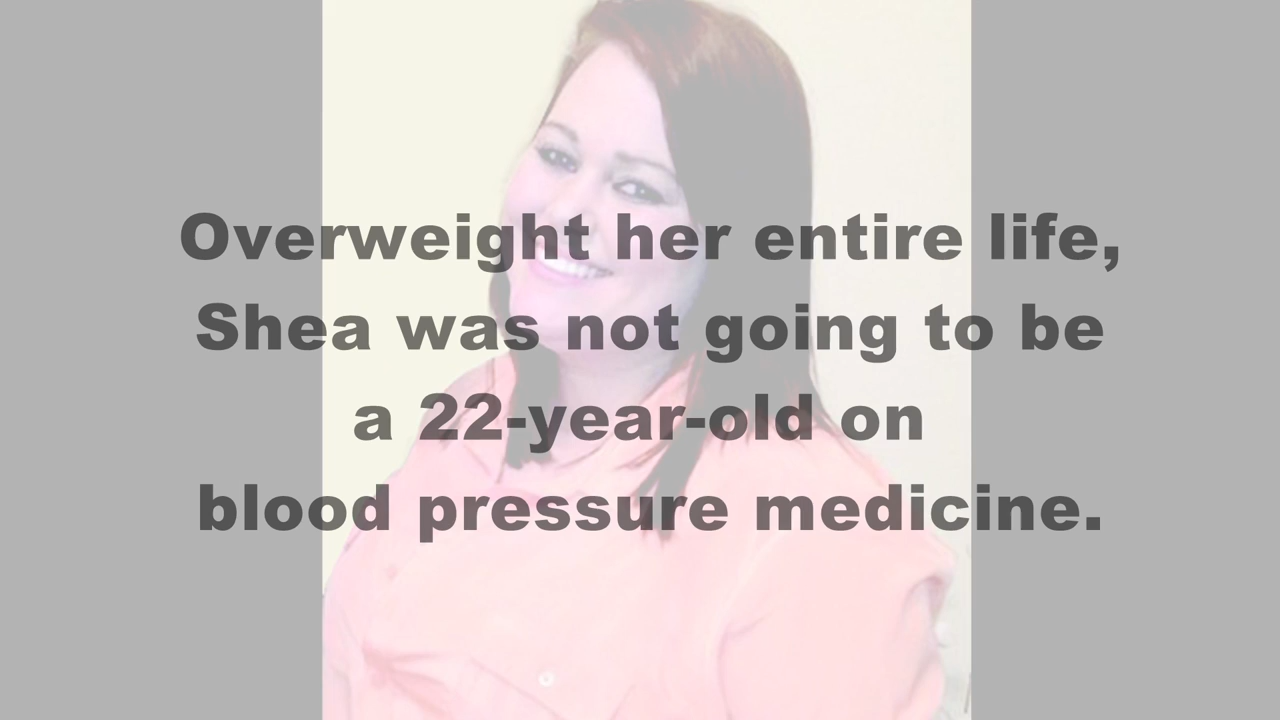 Overweight her entire life,
Shea was not going to be
a 22-year-old on
blood pressure medicine.